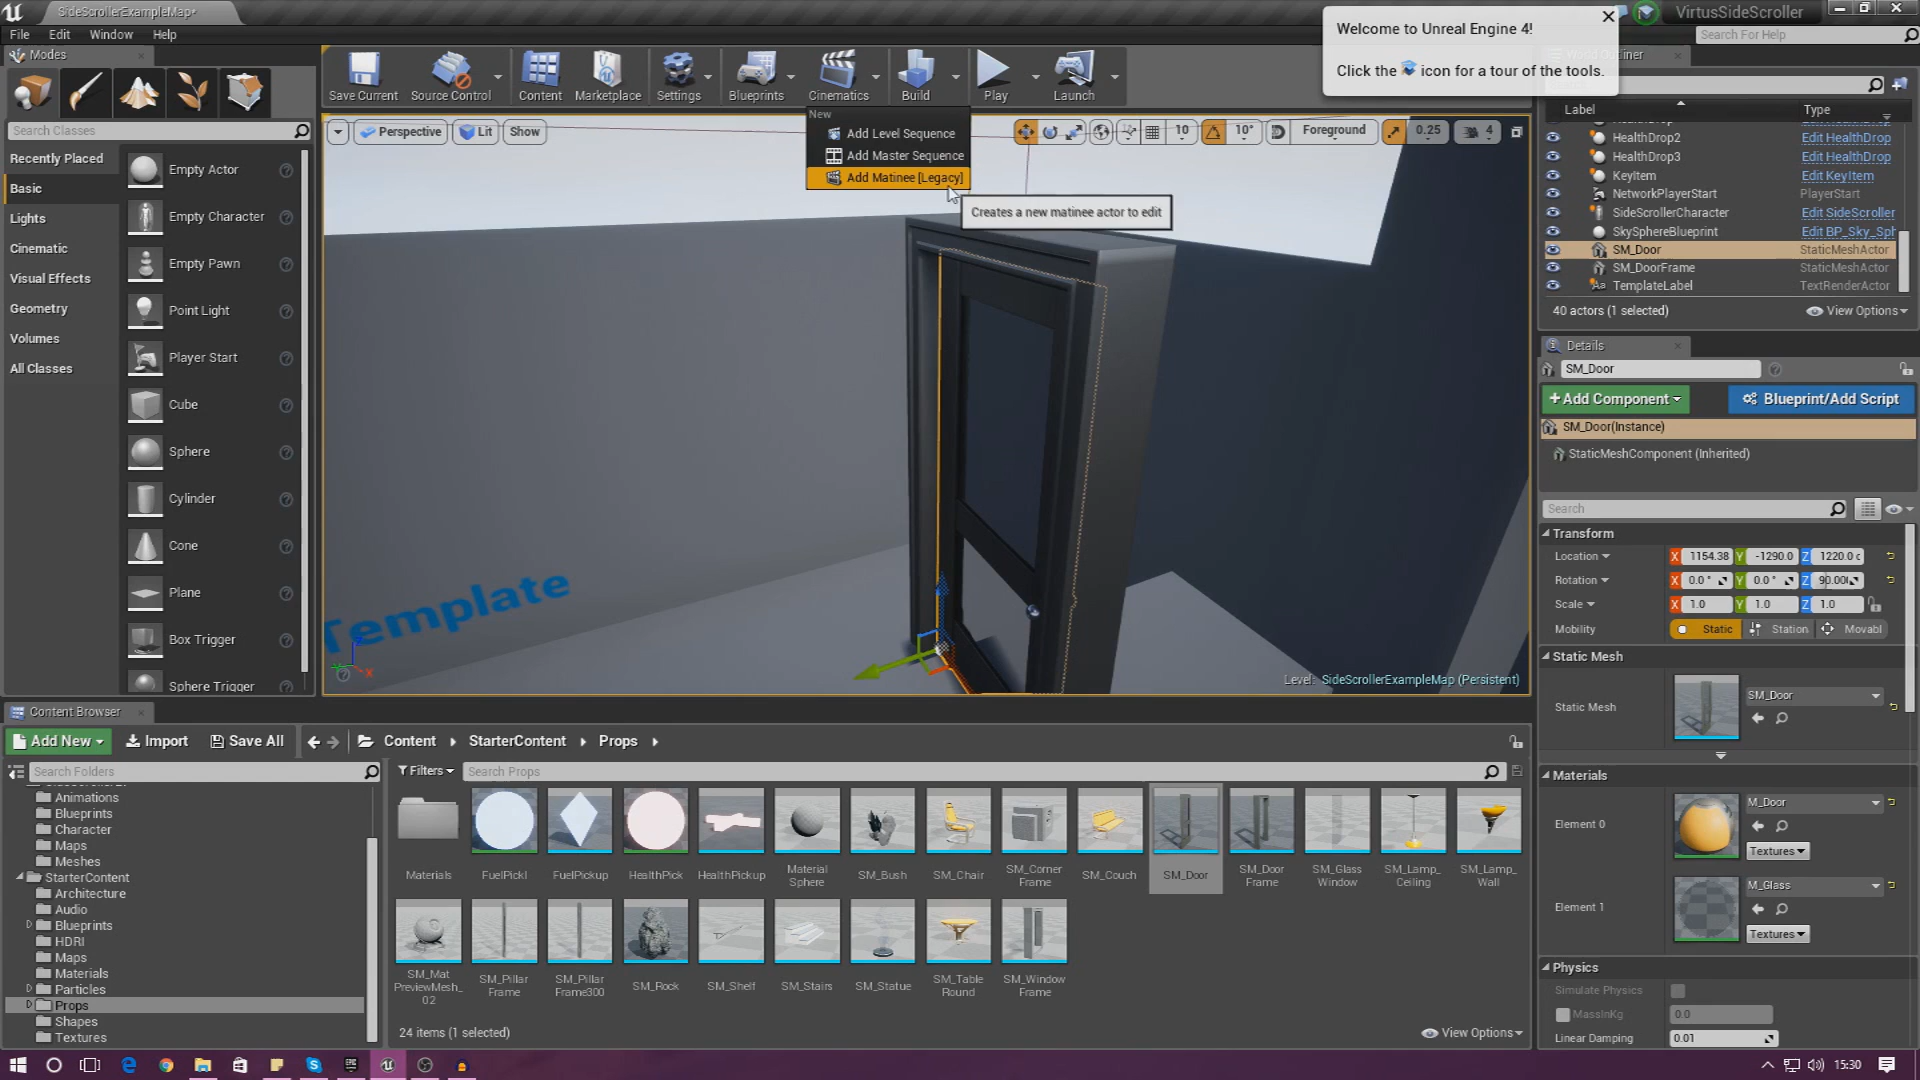 SideScrollerExampleMap*
VirtusSideScroller
File
Edit
Window
Help
Search For Help
Welcome to Unreal Engine 4!
Click the icon for a tour of the tools.
Modes
Search Classes
Recently Placed
Basic
Lights
Cinematic
Visual Effects
Geometry
Volumes
All Classes
Empty Actor
Empty Character
Empty Pawn
Point Light
Player Start
Cube
Sphere
Cylinder
Cone
Plane
Box Trigger
Sphere Trigger
Save Current
Source Control
Content
Marketplace
Settings
Blueprints
Cinematics
Build
Play
Launch
New
Add Level Sequence
Add Master Sequence
Add Matinee [Legacy]
Creates a new matinee actor to edit
Perspective
Lit
Show
10
10°
Foreground
0.25
4
Template
Level: SideScrollerExampleMap (Persistent)
World Outliner
Label
Type
HealthDrop2
Edit HealthDrop
HealthDrop3
Edit HealthDrop
KeyItem
Edit KeyItem
NetworkPlayerStart
PlayerStart
SideScrollerCharacter
Edit SideScroller
SkySphereBlueprint
Edit BP_Sky_Sph
SM_Door
StaticMeshActor
SM_DoorFrame
StaticMeshActor
TemplateLabel
TextRenderActor
40 actors (1 selected)
View Options
Details
SM_Door
+Add Component
Blueprint/Add Script
SM_Door(Instance)
StaticMeshComponent (Inherited)
Search
Transform
Location
X 1154.38 Y -1290.0 Z 1220.0 c
Rotation
X 0.0 ° Y 0.0 ° Z 90.00
Scale
X 1.0 Y 1.0 Z 1.0
Mobility
Static
Station
Movabl
Static Mesh
Static Mesh
SM_Door
Materials
Element 0
M_Door
Textures
Element 1
M_Glass
Textures
Physics
Simulate Physics
MassInKg
0.0
Linear Damping
0.01
Content Browser
Add New
Import
Save All
Content
StarterContent
Props
Search Folders
Filters
Search Props
Animations
Blueprints
Character
Maps
Meshes
StarterContent
Architecture
Audio
Blueprints
HDRI
Maps
Materials
Particles
Props
Shapes
Textures
Materials
FuelPickI
FuelPickup
HealthPick
HealthPickup
Material
Sphere
SM_Bush
SM_Chair
SM_Corner
Frame
SM_Couch
SM_Door
SM_Door
Frame
SM_Glass
Window
SM_Lamp_
Ceiling
SM_Lamp_
Wall
SM_Mat
PreviewMesh_
02
SM_Pillar
Frame
SM_Pillar
Frame300
SM_Rock
SM_Shelf
SM_Stairs
SM_Statue
SM_Table
Round
SM_Window
Frame
24 items (1 selected)
View Options
15:30